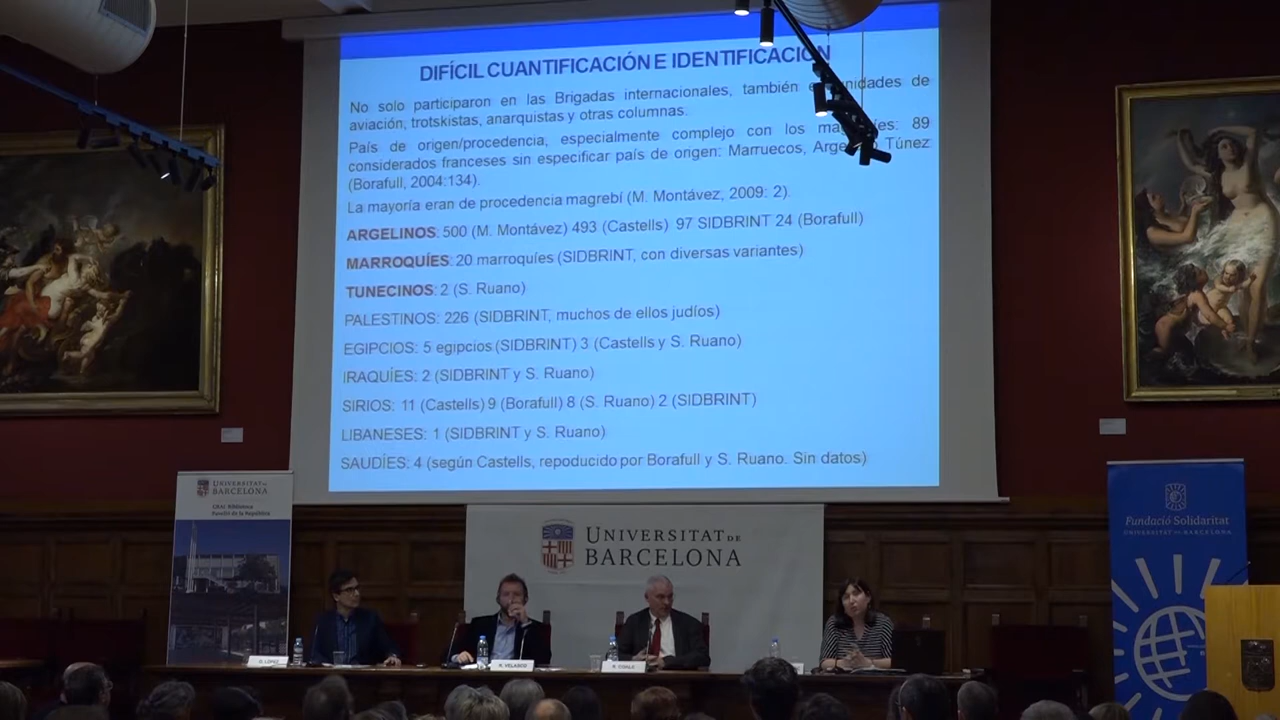 DIFÍCIL CUANTIFICACIÓN E IDENTIFICACIÓN
No solo participaron en las Brigadas internacionales, también unidades de
aviación, trotskistas, anarquistas y otras columnas.
País de origen/procedencia, especialmente complejo con los 89
considerados franceses sin especificar país de origen: Marruecos, Túnez
(Borafull, 2004:134).
La mayoría eran de procedencia magrebí (M. Montávez, 2009: 2).
ARGELINOS: 500 (M. Montávez) 493 (Castells) 97 SIDBRINT 24 (Borafull)
MARROQUÍES: 20 marroquíes (SIDBRINT, con diversas variantes)
TUNECINOS: 2 (S. Ruano)
PALESTINOS: 226 (SIDBRINT, muchos de ellos judíos)
EGIPCIOS: 5 egipcios (SIDBRINT) 3 (Castells y S. Ruano)
IRAQUÍES: 2 (SIDBRINT y S. Ruano)
SIRIOS: 11 (Castells) 9 (Borafull) 8 (S. Ruano) 2 (SIDBRINT)
LIBANESES: 1 (SIDBRINT y S. Ruano)
SAUDÍES: 4 (según Castells, repoducido por Borafull y S. Ruano. Sin datos)
UNIVERSITAT DE
BARCELONA
CRAI Biblioteca
Pavelló de la República
UNIVERSITAT DE
BARCELONA
Fundació Solidaritat
UNIVERSITAT DE BARCELONA
R. VELASCO